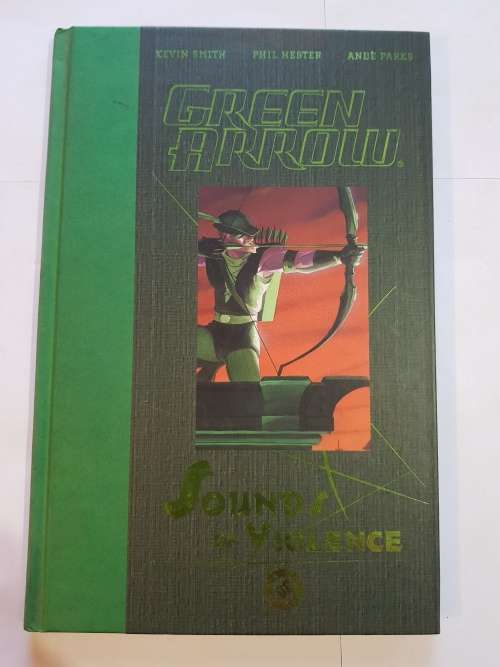 KEVIN SMITH PHIL HESTER ANDE PARKS
GREEN
ARROW
SOUNDS
OF VIOLENCE